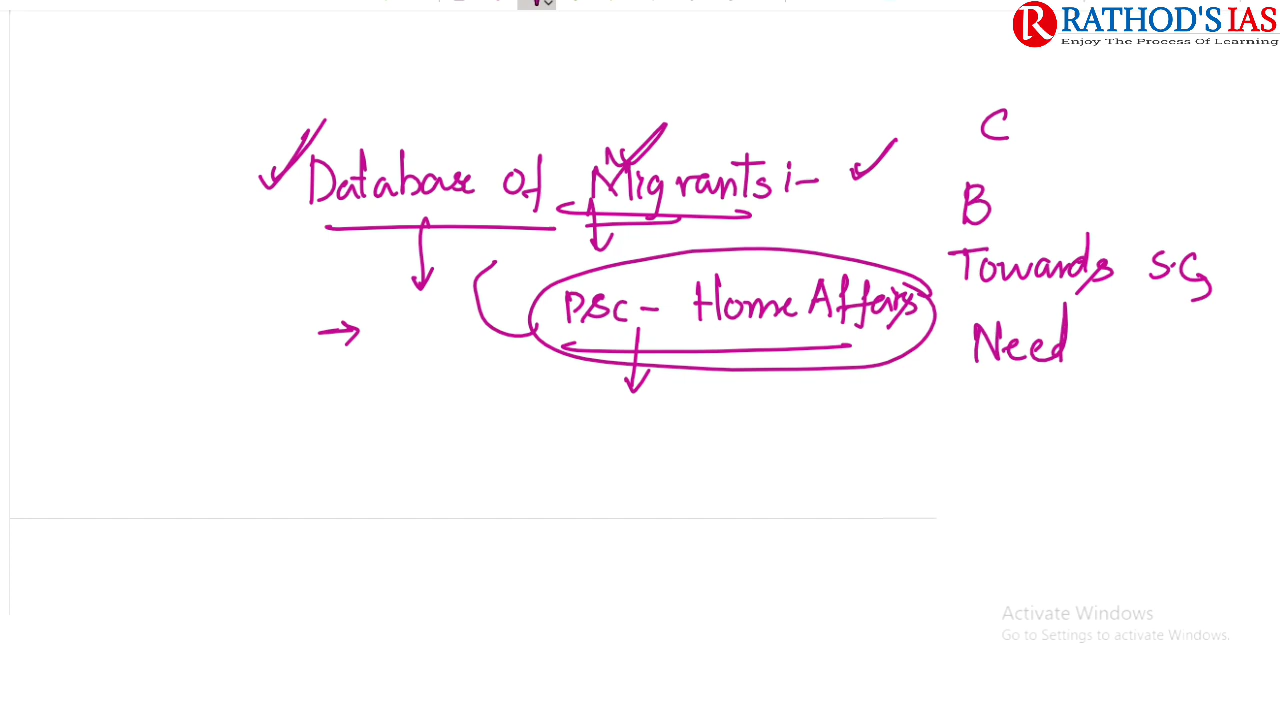 RATHOD'S IAS
Enjoy The Process Of Learning
C
Database of Migrants :-
B
Towards S.G
PSC - Home Affairs
Need
Activate Windows
Go to Settings to activate Windows.